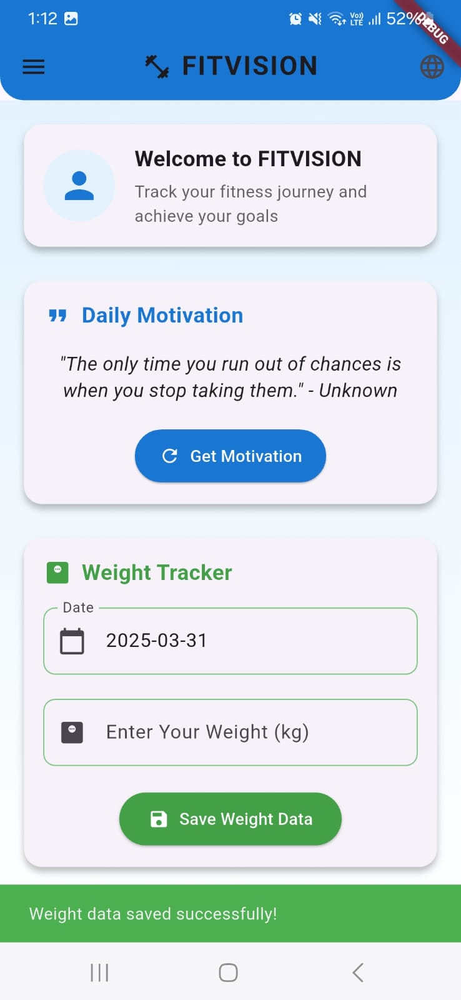 1:12
Vo))
LTE
52%
DEBUG
FITVISION
Welcome to FITVISION
Track your fitness journey and
achieve your goals
Daily Motivation
"The only time you run out of chances is
when you stop taking them." - Unknown
Get Motivation
Weight Tracker
Date
2025-03-31
Enter Your Weight (kg)
Save Weight Data
Weight data saved successfully!